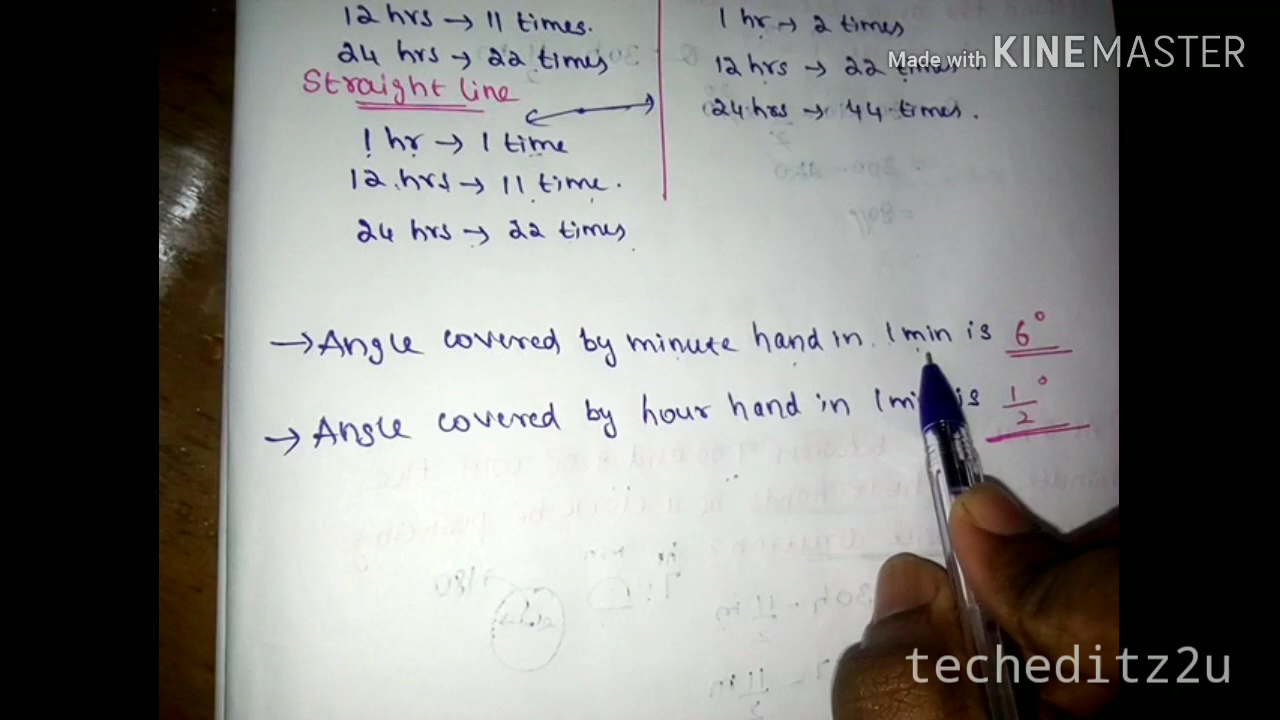 12 hrs → 11 times.
24 hrs → 22 times
Straight line
1 hr → 1 time
12 hrs → 11 time.
24 hrs → 22 times
1 hr → 2 times
12 hrs → 22 times
24 hrs → 44 times.
Made with KINEMASTER
→ Angle covered by minute hand in 1 min is 6°
→ Angle covered by hour hand in 1 is 1/2°
techeditz2u